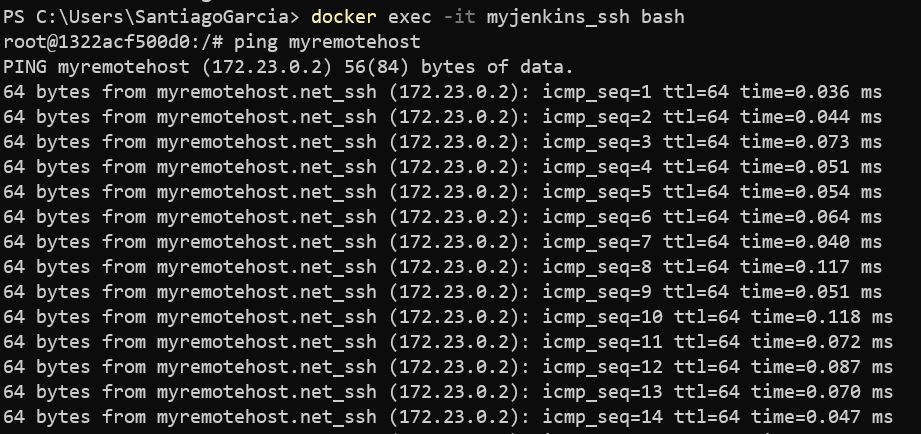 PS C:\Users\SantiagoGarcia> docker exec -it myjenkins_ssh bash
root@1322acf500d0:/# ping myremotehost
PING myremotehost (172.23.0.2) 56(84) bytes of data.
64 bytes from myremotehost.net_ssh (172.23.0.2): icmp_seq=1 ttl=64 time=0.036 ms
64 bytes from myremotehost.net_ssh (172.23.0.2): icmp_seq=2 ttl=64 time=0.044 ms
64 bytes from myremotehost.net_ssh (172.23.0.2): icmp_seq=3 ttl=64 time=0.073 ms
64 bytes from myremotehost.net_ssh (172.23.0.2): icmp_seq=4 ttl=64 time=0.051 ms
64 bytes from myremotehost.net_ssh (172.23.0.2): icmp_seq=5 ttl=64 time=0.054 ms
64 bytes from myremotehost.net_ssh (172.23.0.2): icmp_seq=6 ttl=64 time=0.064 ms
64 bytes from myremotehost.net_ssh (172.23.0.2): icmp_seq=7 ttl=64 time=0.040 ms
64 bytes from myremotehost.net_ssh (172.23.0.2): icmp_seq=8 ttl=64 time=0.117 ms
64 bytes from myremotehost.net_ssh (172.23.0.2): icmp_seq=9 ttl=64 time=0.051 ms
64 bytes from myremotehost.net_ssh (172.23.0.2): icmp_seq=10 ttl=64 time=0.118 ms
64 bytes from myremotehost.net_ssh (172.23.0.2): icmp_seq=11 ttl=64 time=0.072 ms
64 bytes from myremotehost.net_ssh (172.23.0.2): icmp_seq=12 ttl=64 time=0.087 ms
64 bytes from myremotehost.net_ssh (172.23.0.2): icmp_seq=13 ttl=64 time=0.070 ms
64 bytes from myremotehost.net_ssh (172.23.0.2): icmp_seq=14 ttl=64 time=0.047 ms